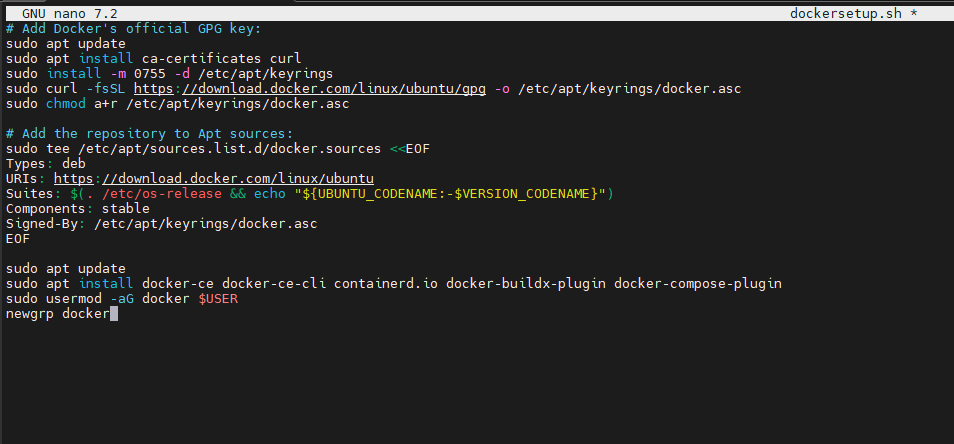 GNU nano 7.2 dockersetup.sh *
# Add Docker's official GPG key:
sudo apt update
sudo apt install ca-certificates curl
sudo install -m 0755 -d /etc/apt/keyrings
sudo curl -fsSL https://download.docker.com/linux/ubuntu/gpg -o /etc/apt/keyrings/docker.asc
sudo chmod a+r /etc/apt/keyrings/docker.asc

# Add the repository to Apt sources:
sudo tee /etc/apt/sources.list.d/docker.sources <<EOF
Types: deb
URIs: https://download.docker.com/linux/ubuntu
Suites: $(. /etc/os-release && echo "${UBUNTU_CODENAME:-$VERSION_CODENAME}")
Components: stable
Signed-By: /etc/apt/keyrings/docker.asc
EOF

sudo apt update
sudo apt install docker-ce docker-ce-cli containerd.io docker-buildx-plugin docker-compose-plugin
sudo usermod -aG docker $USER
newgrp docker